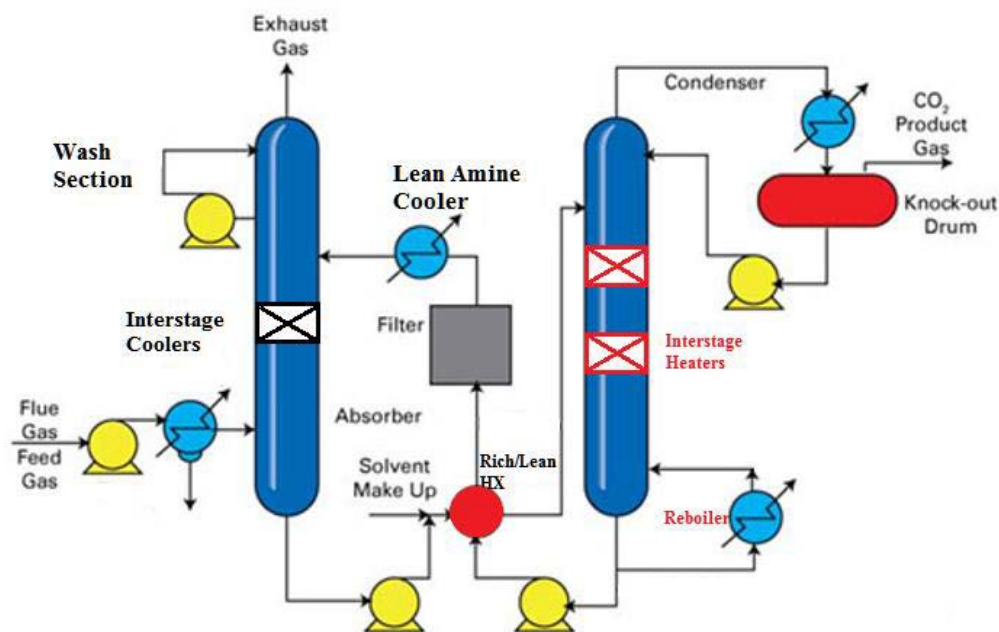 Exhaust
Gas
Condenser
CO₂
Product
Gas
Wash
Section
Lean Amine
Cooler
Knock-out
Drum
Interstage
Coolers
Filter
Interstage
Heaters
Flue
Gas
Feed
Gas
Absorber
Solvent
Make Up
Rich/Lean
HX
Reboiler